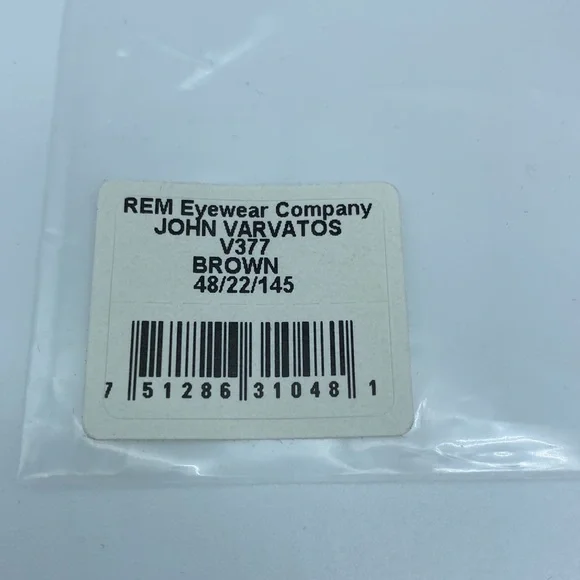 REM Eyewear Company
JOHN VARVATOS
V377
BROWN
48/22/145
7 51286 31048 1